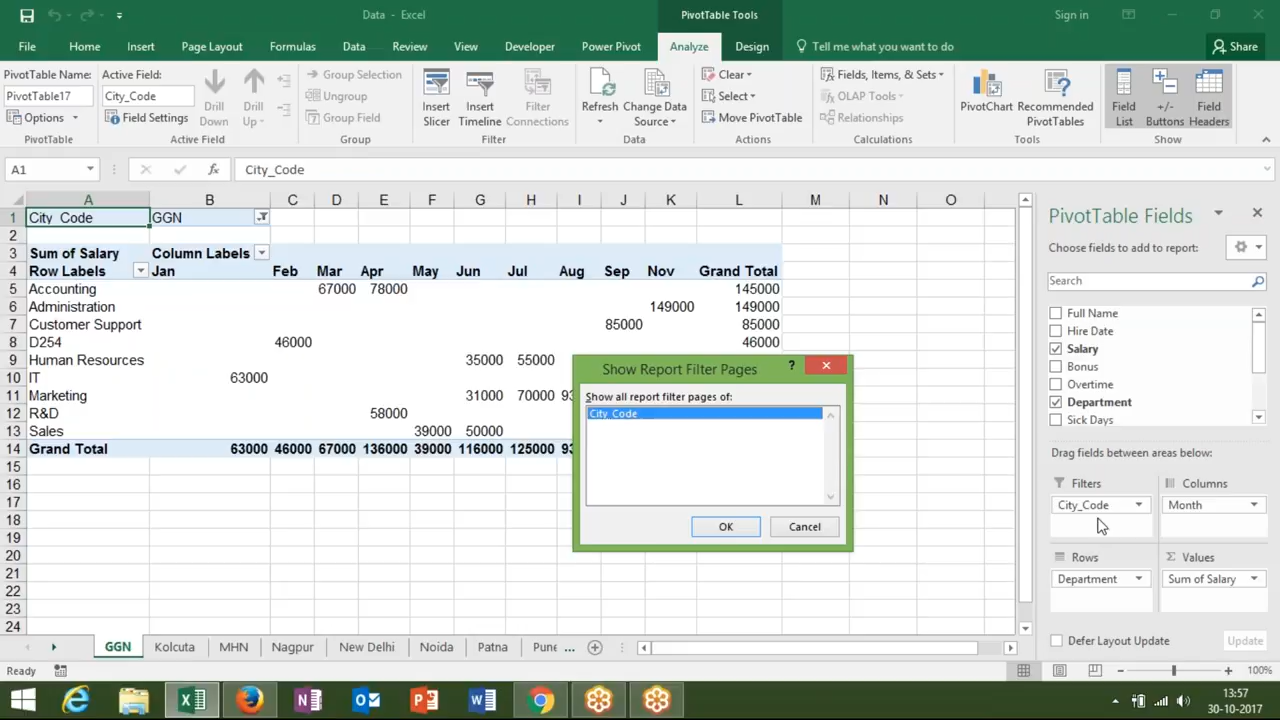 Data - Excel
PivotTable Tools
Sign in
File Home Insert Page Layout Formulas Data Review View Developer Power Pivot Analyze Design Tell me what you want to do Share
PivotTable Name:
PivotTable17
Options
PivotTable
Active Field:
City_Code
Field Settings
Drill Down
Drill Up
Active Field
Group Selection
Ungroup
Group Field
Group
Insert Slicer
Insert Timeline
Filter Connections
Filter
Refresh
Change Data Source
Data
Clear
Select
Move PivotTable
Actions
Fields, Items, & Sets
OLAP Tools
Relationships
Calculations
PivotChart
Recommended PivotTables
Tools
Field List
+/- Buttons
Field Headers
Show
A1
fx
City_Code
A B C D E F G H I J K L M N O
1 City_Code GGN
2
3 Sum of Salary Column Labels
4 Row Labels Jan Feb Mar Apr May Jun Jul Aug Sep Nov Grand Total
5 Accounting 67000 78000 145000
6 Administration 149000 149000
7 Customer Support 85000 85000
8 D254 46000 46000
9 Human Resources 35000 55000
10 IT 63000
11 Marketing 31000 70000 93
12 R&D 58000
13 Sales 39000 50000
14 Grand Total 63000 46000 67000 136000 39000 116000 125000 93
15
16
17
18
19
20
21
22
23
24
Show Report Filter Pages
?
Show all report filter pages of:
City_Code
OK
Cancel
PivotTable Fields
Choose fields to add to report:
Search
Full Name
Hire Date
Salary
Bonus
Overtime
Department
Sick Days
Drag fields between areas below:
Filters
City_Code
Columns
Month
Rows
Department
Σ Values
Sum of Salary
Defer Layout Update
Update
GGN Kolcuta MHN Nagpur New Delhi Noida Patna Pune ...
Ready
100%
13:57
30-10-2017